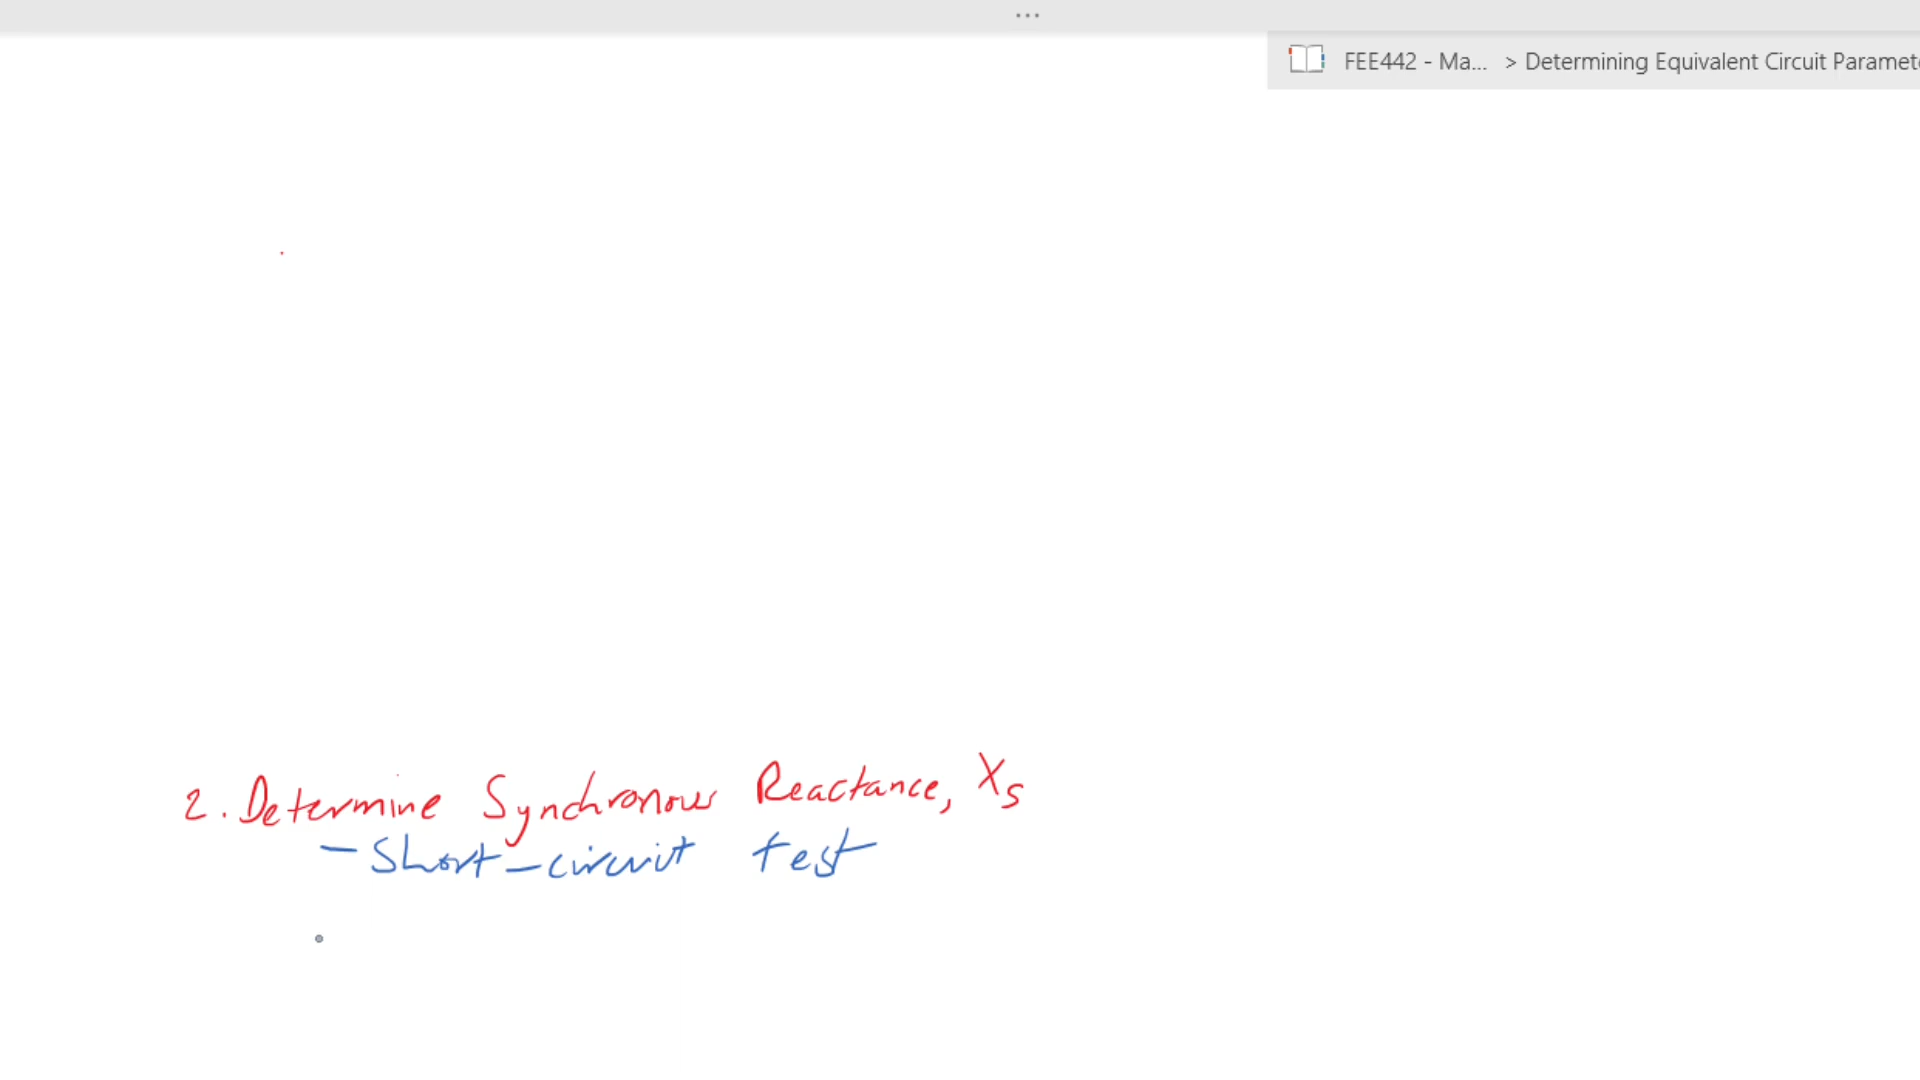 ...
FEE442 - Ma... > Determining Equivalent Circuit Paramet
2. Determine Synchronous Reactance, Xs
- Short-circuit test